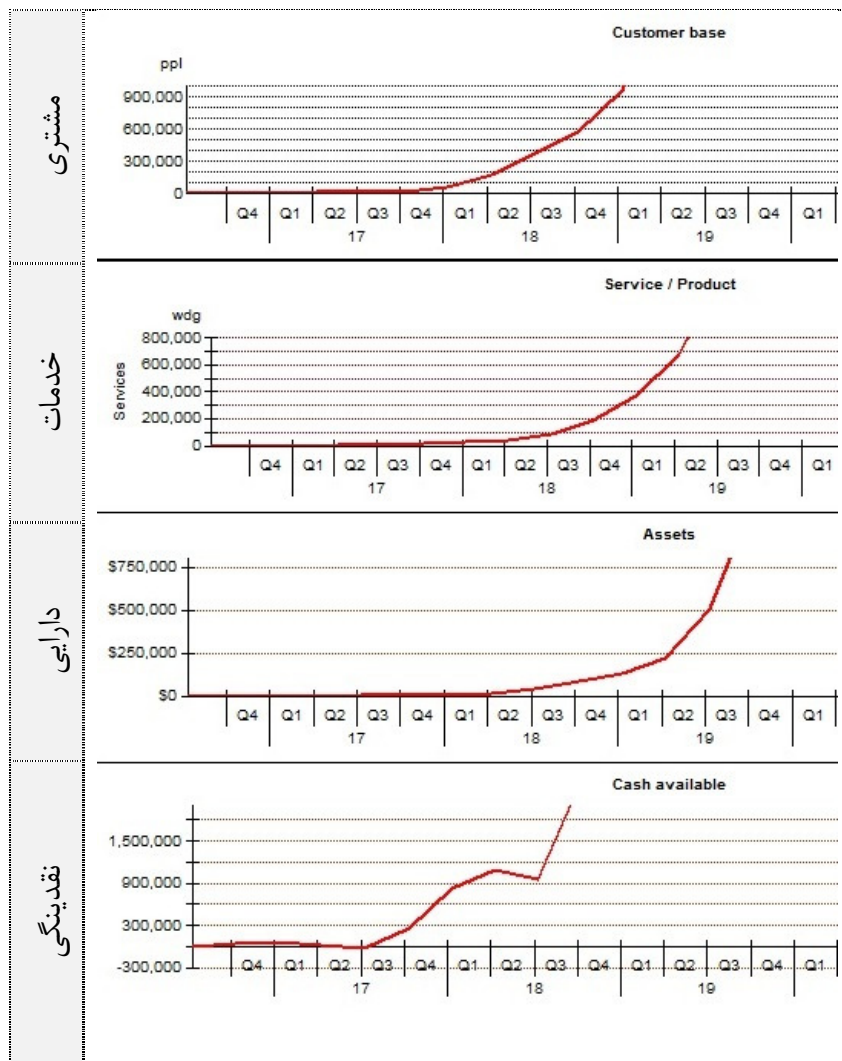 مشتری
Customer base
ppl
900,000
600,000
300,000
0
Q4 Q1 Q2 Q3 Q4 Q1 Q2 Q3 Q4 Q1 Q2 Q3 Q4 Q1
17 18 19
خدمات
Service / Product
wdg
Services
800,000
600,000
400,000
200,000
0
Q4 Q1 Q2 Q3 Q4 Q1 Q2 Q3 Q4 Q1 Q2 Q3 Q4 Q1
17 18 19
دارایی
Assets
$750,000
$500,000
$250,000
$0
Q4 Q1 Q2 Q3 Q4 Q1 Q2 Q3 Q4 Q1 Q2 Q3 Q4 Q1
17 18 19
نقدینگی
Cash available
1,500,000
900,000
300,000
-300,000
Q4 Q1 Q2 Q3 Q4 Q1 Q2 Q3 Q4 Q1 Q2 Q3 Q4 Q1
17 18 19